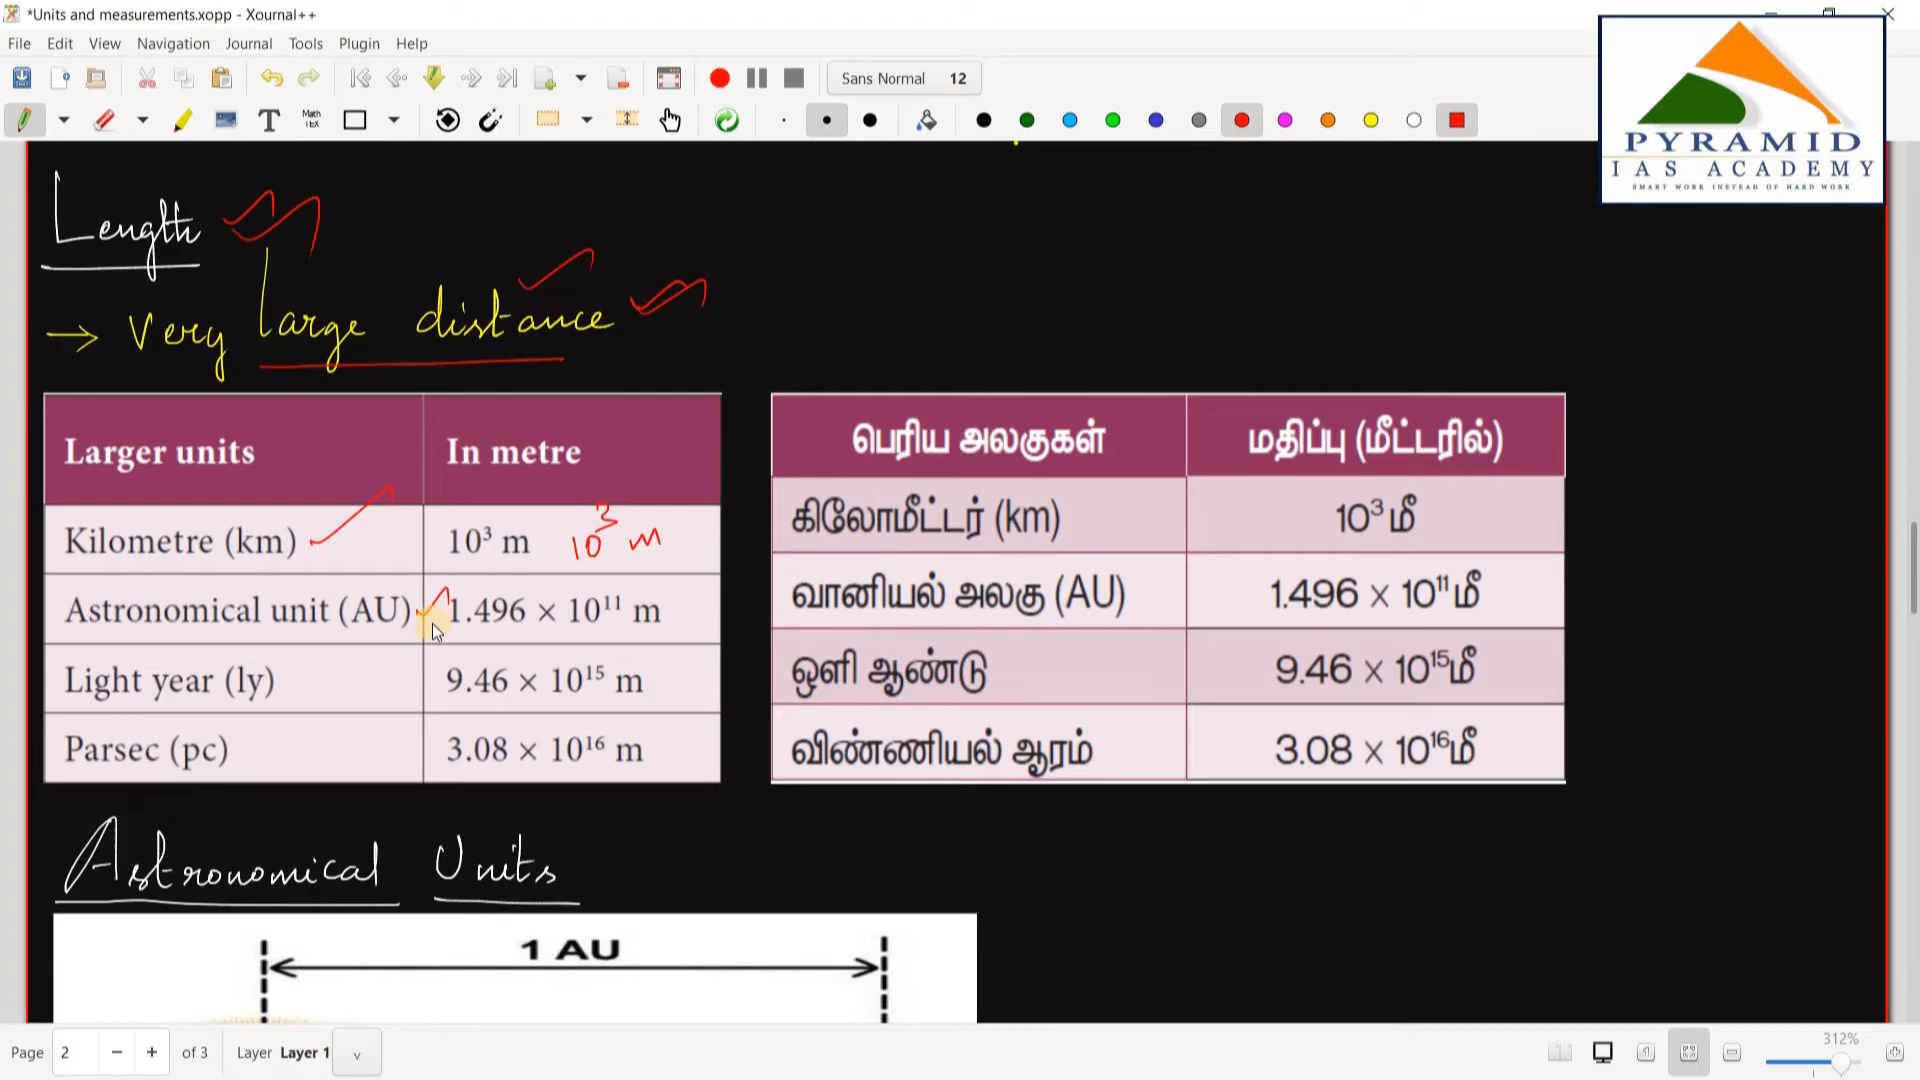 *Units and measurements.xopp - Xournal++
File Edit View Navigation Journal Tools Plugin Help
Sans Normal 12
T Math TEX
PYRAMID
IAS ACADEMY
SMART WORK INSTEAD OF HARD WORK
Length
→ Very large distance
Larger units In metre
Kilometre (km) 10³ m 10³ m
Astronomical unit (AU) 1.496 × 10¹¹ m
Light year (ly) 9.46 × 10¹⁵ m
Parsec (pc) 3.08 × 10¹⁶ m
பெரிய அலகுகள் மதிப்பு (மீட்டரில்)
கிலோமீட்டர் (km) 10³ மீ
வானியல் அலகு (AU) 1.496 × 10¹¹ மீ
ஒளி ஆண்டு 9.46 × 10¹⁵ மீ
விண்ணியல் ஆரம் 3.08 × 10¹⁶ மீ
Astronomical Units
1 AU
Page 2 of 3 Layer Layer 1 312%